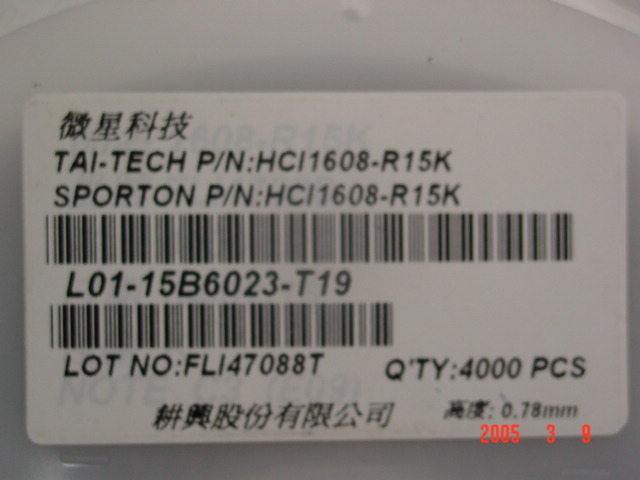 微星科技
TAI-TECH P/N:HCI1608-R15K
SPORTON P/N:HCI1608-R15K
L01-15B6023-T19
LOT NO:FLI47088T Q'TY:4000 PCS
耕興股份有限公司 高度: 0.78mm
2005 3 9